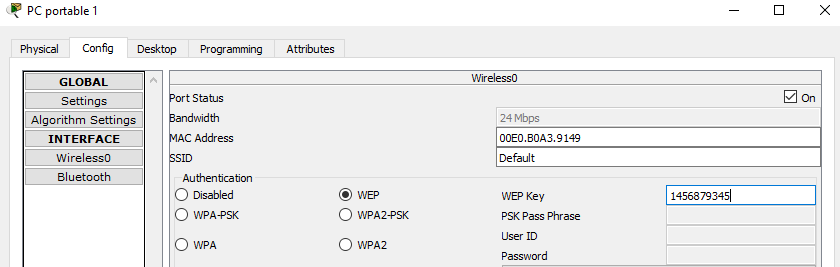 PC portable 1
Physical Config Desktop Programming Attributes
GLOBAL
Settings
Algorithm Settings
INTERFACE
Wireless0
Bluetooth
Wireless0
Port Status On
Bandwidth 24 Mbps
MAC Address 00E0.B0A3.9149
SSID Default
Authentication
Disabled WEP WEP Key 1456879345
WPA-PSK WPA2-PSK PSK Pass Phrase
User ID
WPA WPA2
Password